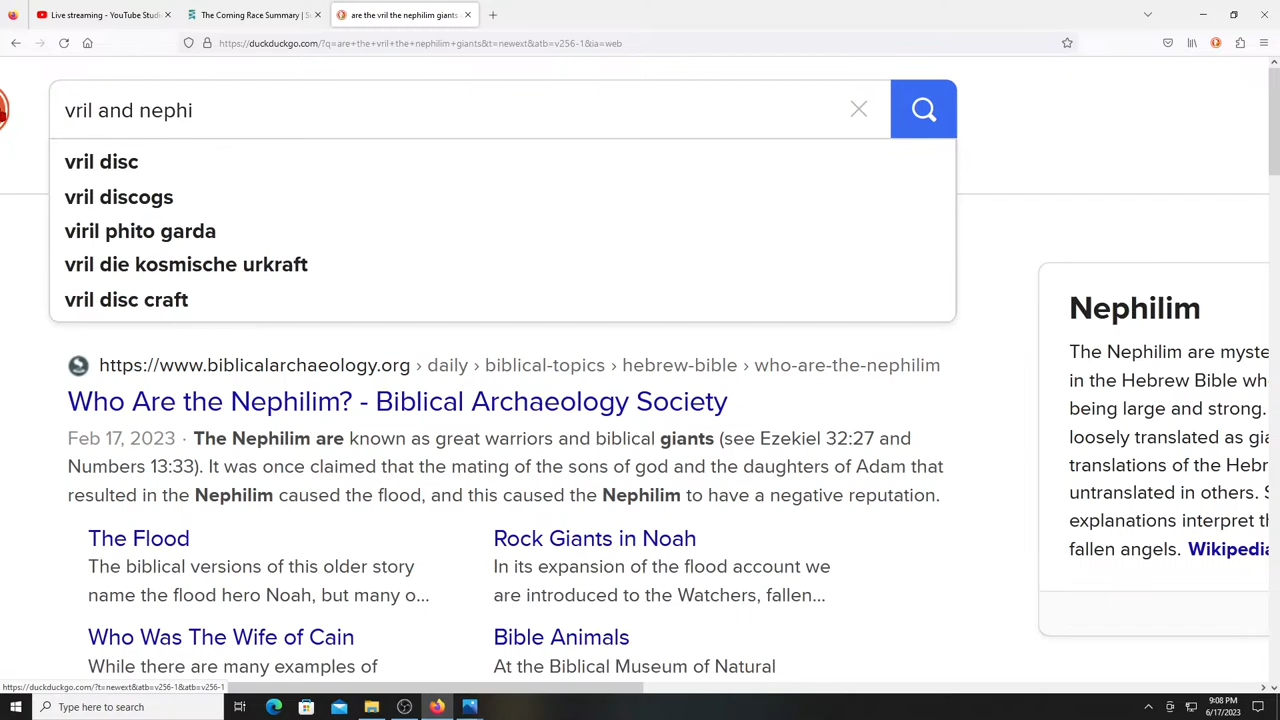 Live streaming - YouTube Studi
The Coming Race Summary | Su
are the vril the nephilim giants
https://duckduckgo.com/?q=are+the+vril+the+nephilim+giants&t=newext&atb=v256-1&ia=web
vril and nephi
vril disc
vril discogs
viril phito garda
vril die kosmische urkraft
vril disc craft
https://www.biblicalarchaeology.org › daily › biblical-topics › hebrew-bible › who-are-the-nephilim
Who Are the Nephilim? - Biblical Archaeology Society
Feb 17, 2023 · The Nephilim are known as great warriors and biblical giants (see Ezekiel 32:27 and
Numbers 13:33). It was once claimed that the mating of the sons of god and the daughters of Adam that
resulted in the Nephilim caused the flood, and this caused the Nephilim to have a negative reputation.
The Flood
The biblical versions of this older story
name the flood hero Noah, but many o...
Rock Giants in Noah
In its expansion of the flood account we
are introduced to the Watchers, fallen...
Who Was The Wife of Cain
While there are many examples of
Bible Animals
At the Biblical Museum of Natural
Nephilim
The Nephilim are myste
in the Hebrew Bible wh
being large and strong.
loosely translated as gia
translations of the Hebr
untranslated in others. S
explanations interpret th
fallen angels. Wikipedia
https://duckduckgo.com/?t=newext&atb=v256-1&atb=v256-1
Type here to search
9:08 PM
6/17/2023